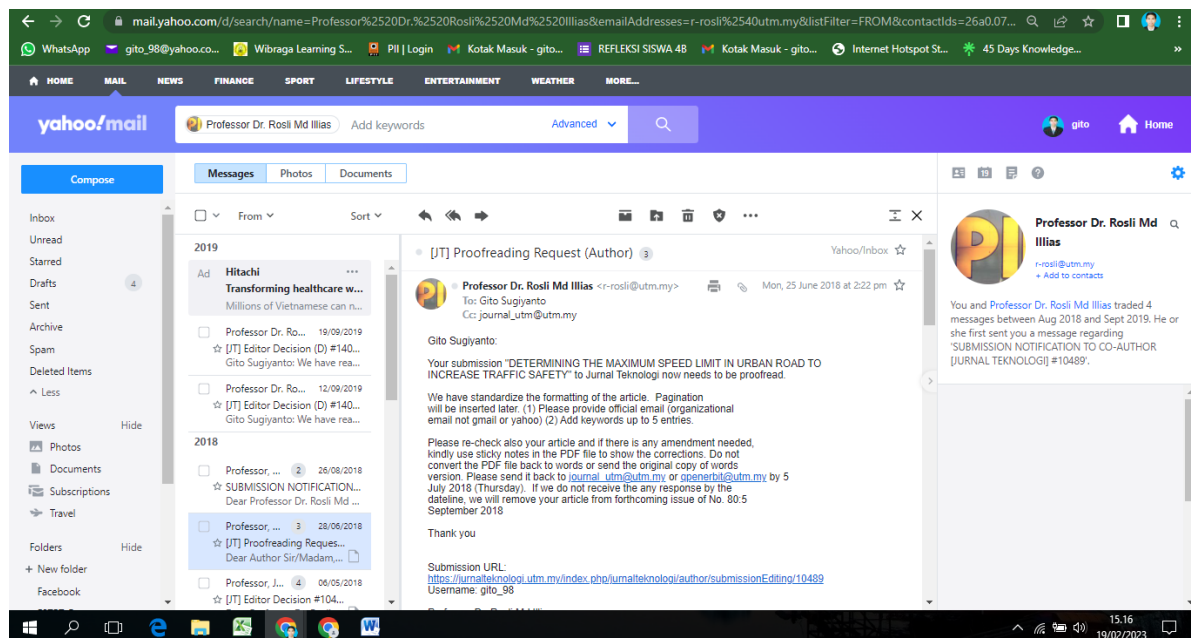 mail.yahoo.com/d/search/name=Professor%2520Dr.%2520Rosli%2520Md%2520Illias&emailAddresses=r-rosli%2540utm.my&listFilter=FROM&contactIds=26a0.07...
WhatsApp gito_98@yahoo.co... Wibraga Learning S... PII | Login Kotak Masuk - gito... REFLEKSI SISWA 4B Kotak Masuk - gito... Internet Hotspot St... 45 Days Knowledge... »
HOME MAIL NEWS FINANCE SPORT LIFESTYLE ENTERTAINMENT WEATHER MORE...
yahoo!mail Professor Dr. Rosli Md Illias Add keywords Advanced gito Home
Compose
Inbox
Unread
Starred
Drafts 4
Sent
Archive
Spam
Deleted Items
Less
Views Hide
Photos
Documents
Subscriptions
Travel
Folders Hide
+ New folder
Facebook
Messages Photos Documents
From Sort
2019
Ad Hitachi ...
Transforming healthcare w...
Millions of Vietnamese can n...
Professor Dr. Ro... 19/09/2019
[JT] Editor Decision (D) #140...
Gito Sugiyanto: We have rea...
Professor Dr. Ro... 12/09/2019
[JT] Editor Decision (D) #140...
Gito Sugiyanto: We have rea...
2018
Professor, ... 2 26/08/2018
SUBMISSION NOTIFICATION...
Dear Professor Dr. Rosli Md ...
Professor, ... 3 28/06/2018
[JT] Proofreading Reques...
Dear Author Sir/Madam,...
Professor, J... 4 06/05/2018
[JT] Editor Decision #104...
[JT] Proofreading Request (Author) 3 Yahoo/Inbox
Professor Dr. Rosli Md Illias <r-rosli@utm.my> Mon, 25 June 2018 at 2:22 pm
To: Gito Sugiyanto
Cc: journal_utm@utm.my
Gito Sugiyanto:
Your submission "DETERMINING THE MAXIMUM SPEED LIMIT IN URBAN ROAD TO
INCREASE TRAFFIC SAFETY" to Jurnal Teknologi now needs to be proofread.
We have standardize the formatting of the article. Pagination
will be inserted later. (1) Please provide official email (organizational
email not gmail or yahoo) (2) Add keywords up to 5 entries.
Please re-check also your article and if there is any amendment needed,
kindly use sticky notes in the PDF file to show the corrections. Do not
convert the PDF file back to words or send the original copy of words
version. Please send it back to journal_utm@utm.my or qpenerbit@utm.my by 5
July 2018 (Thursday). If we do not receive the any response by the
dateline, we will remove your article from forthcoming issue of No. 80:5
September 2018
Thank you
Submission URL:
https://jurnalteknologi.utm.my/index.php/jurnalteknologi/author/submissionEditing/10489
Username: gito_98
19
Professor Dr. Rosli Md
Illias
r-rosli@utm.my
+ Add to contacts
You and Professor Dr. Rosli Md Illias traded 4
messages between Aug 2018 and Sept 2019. He or
she first sent you a message regarding
'SUBMISSION NOTIFICATION TO CO-AUTHOR
[JURNAL TEKNOLOGI] #10489'.
15.16
19/02/2023